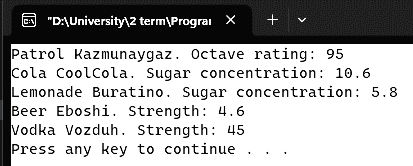 "D:\University\2 term\Program
Patrol Kazmunaygaz. Octave rating: 95
Cola CoolCola. Sugar concentration: 10.6
Lemonade Buratino. Sugar concentration: 5.8
Beer Eboshi. Strength: 4.6
Vodka Vozduh. Strength: 45
Press any key to continue . . .